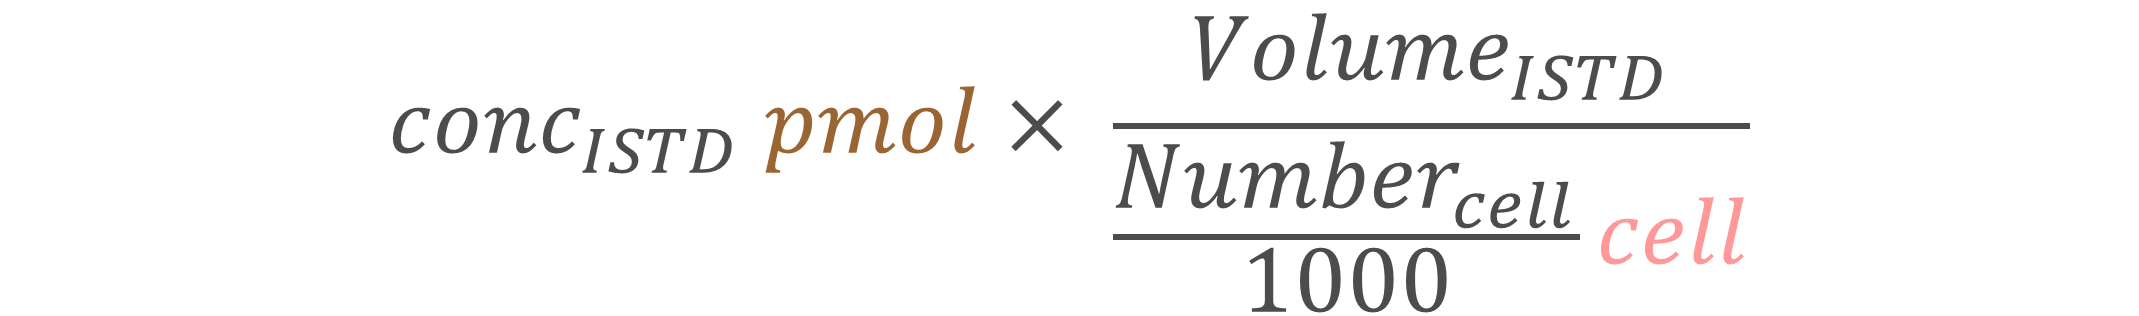 Volume_ISTD
conc_ISTD pmol ×
Number_cell
cell
1000